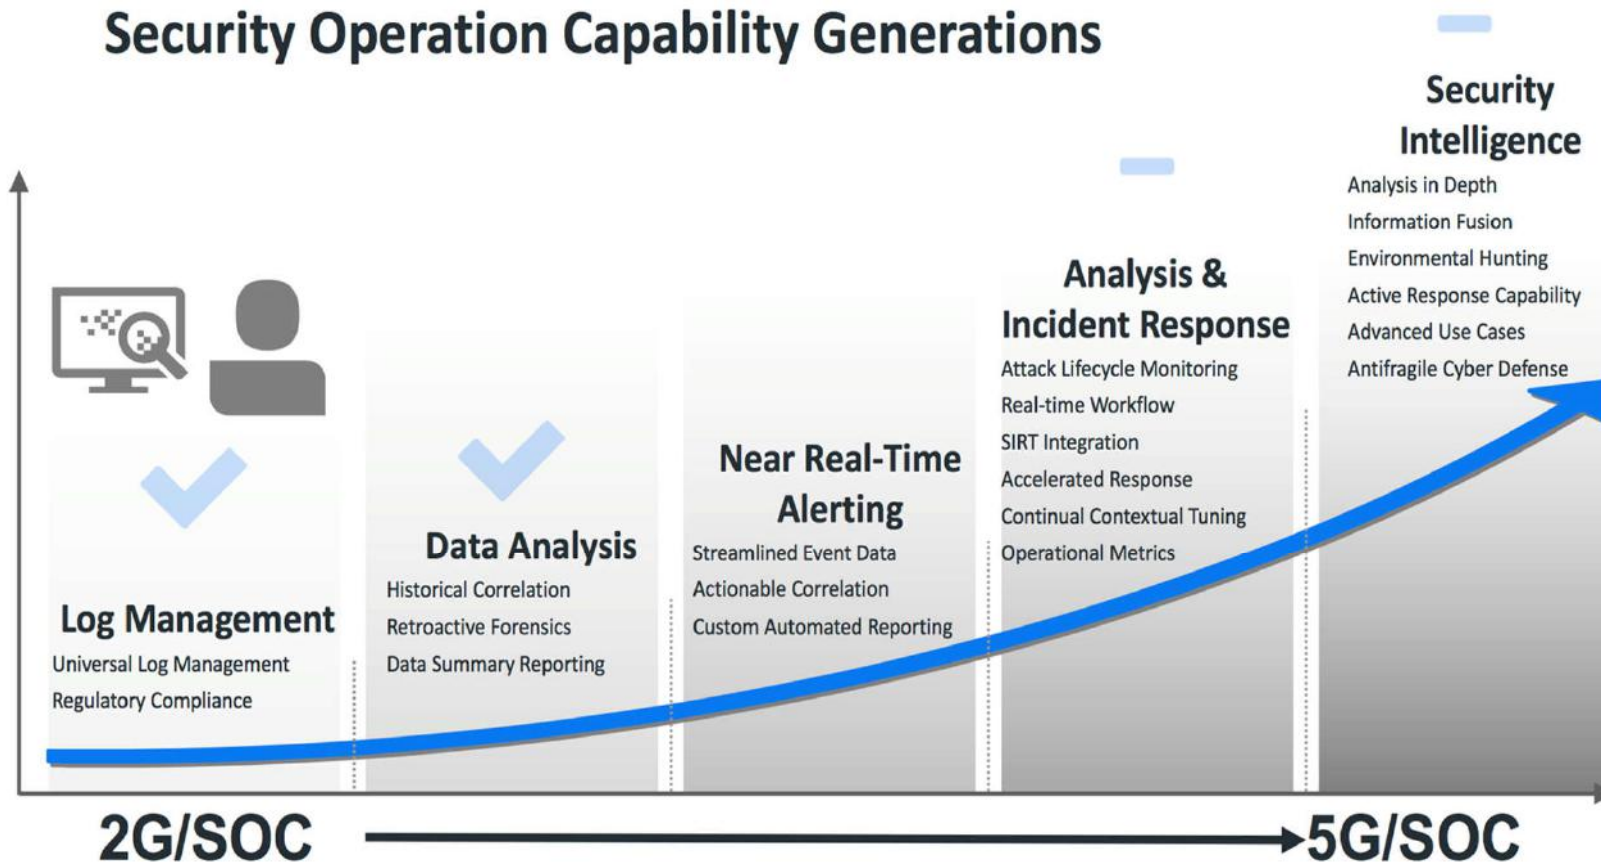 Security Operation Capability Generations
Log Management
Universal Log Management
Regulatory Compliance
Data Analysis
Historical Correlation
Retroactive Forensics
Data Summary Reporting
Near Real-Time
Alerting
Streamlined Event Data
Actionable Correlation
Custom Automated Reporting
Analysis &
Incident Response
Attack Lifecycle Monitoring
Real-time Workflow
SIRT Integration
Accelerated Response
Continual Contextual Tuning
Operational Metrics
Security
Intelligence
Analysis in Depth
Information Fusion
Environmental Hunting
Active Response Capability
Advanced Use Cases
Antifragile Cyber Defense
2G/SOC
5G/SOC